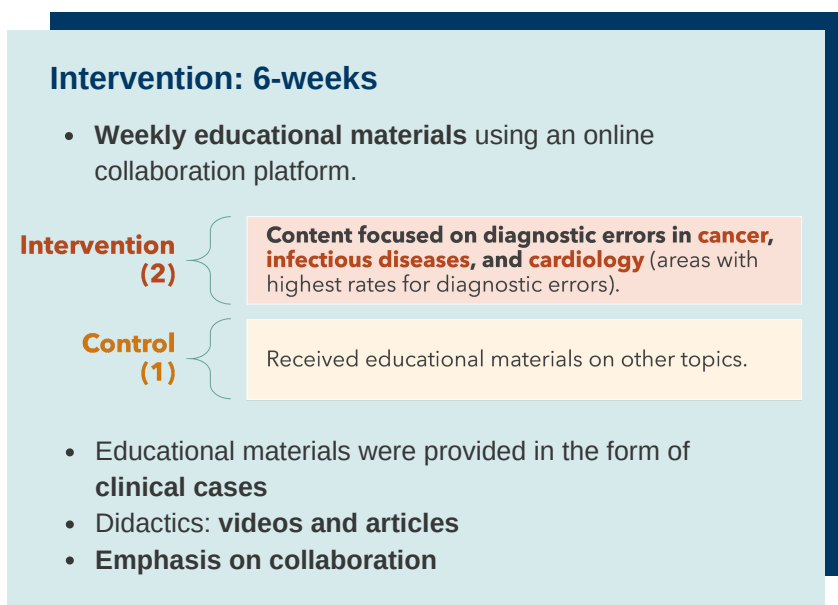 Intervention: 6-weeks
• Weekly educational materials using an online
collaboration platform.
Intervention
(2)
Content focused on diagnostic errors in cancer,
infectious diseases, and cardiology (areas with
highest rates for diagnostic errors).
Control
(1)
Received educational materials on other topics.
• Educational materials were provided in the form of
clinical cases
• Didactics: videos and articles
• Emphasis on collaboration